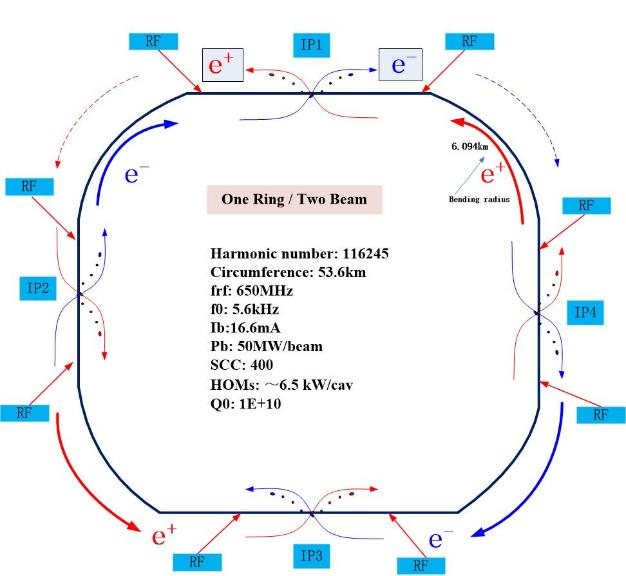 RF
e+
IP1
e−
RF
e−
6.094km
e+
Bending radius
RF
RF
One Ring / Two Beam
Harmonic number: 116245
Circumference: 53.6km
frf: 650MHz
f0: 5.6kHz
Ib:16.6mA
Pb: 50MW/beam
SCC: 400
HOMs: ～6.5 kW/cav
Q0: 1E+10
IP2
IP4
RF
RF
e+
IP3
e−
RF
RF